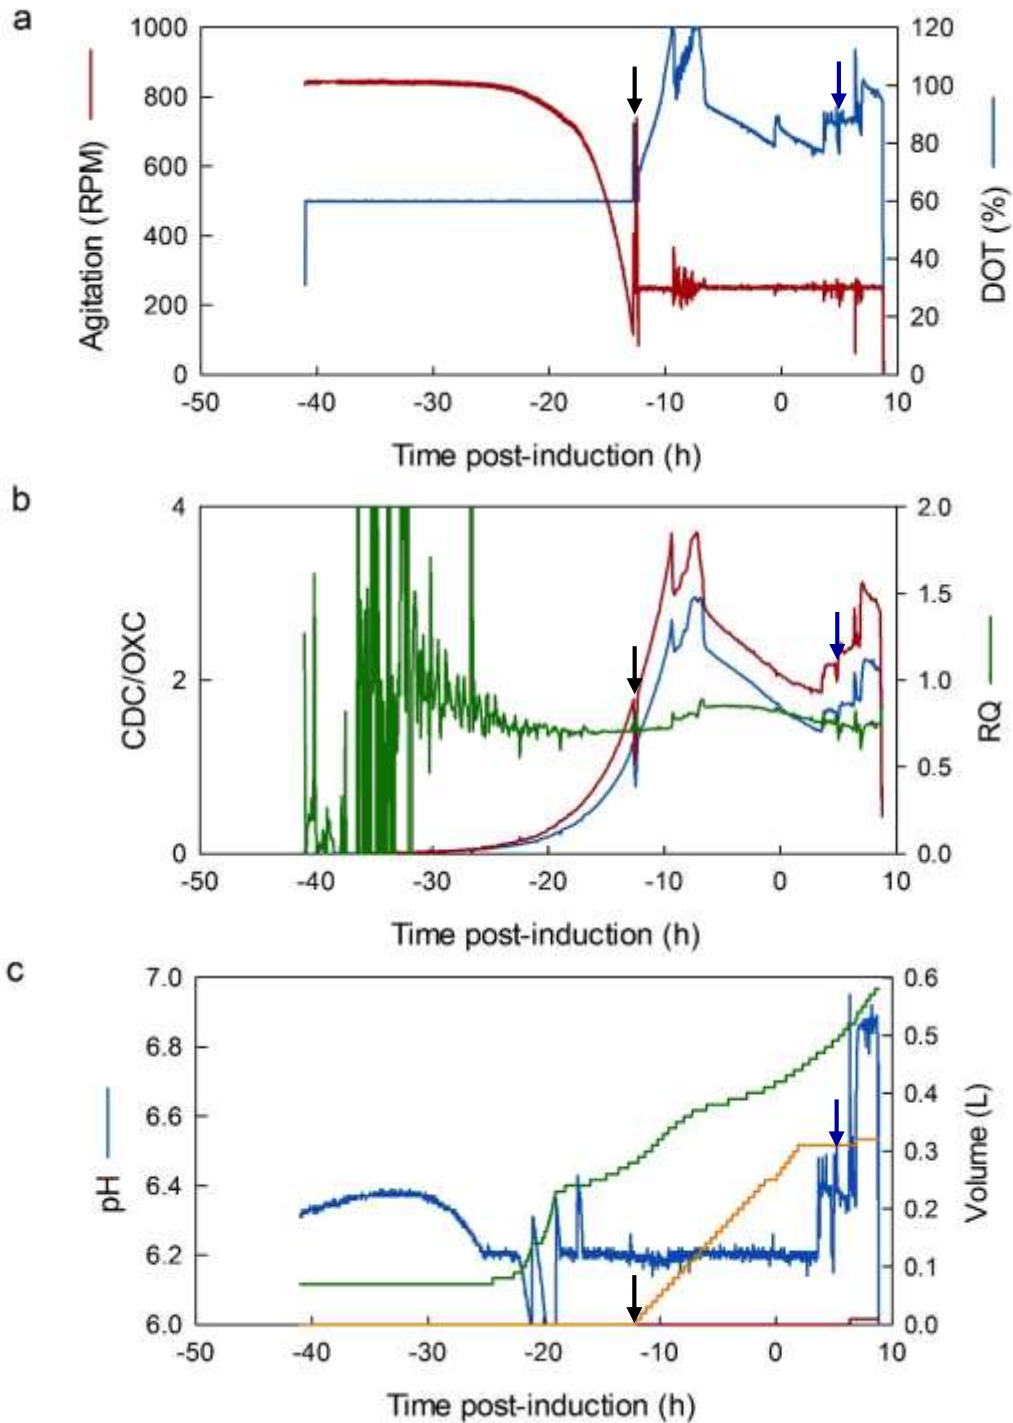 a
1000
800
600
400
200
0
Agitation (RPM)
120
100
80
60
40
20
0
DOT (%)
-50 -40 -30 -20 -10 0 10
Time post-induction (h)
b
4
2
0
CDC/OXC
2.0
1.5
1.0
0.5
0.0
RQ
-50 -40 -30 -20 -10 0 10
Time post-induction (h)
c
7.0
6.8
6.6
6.4
6.2
6.0
pH
0.6
0.5
0.4
0.3
0.2
0.1
0.0
Volume (L)
-50 -40 -30 -20 -10 0 10
Time post-induction (h)